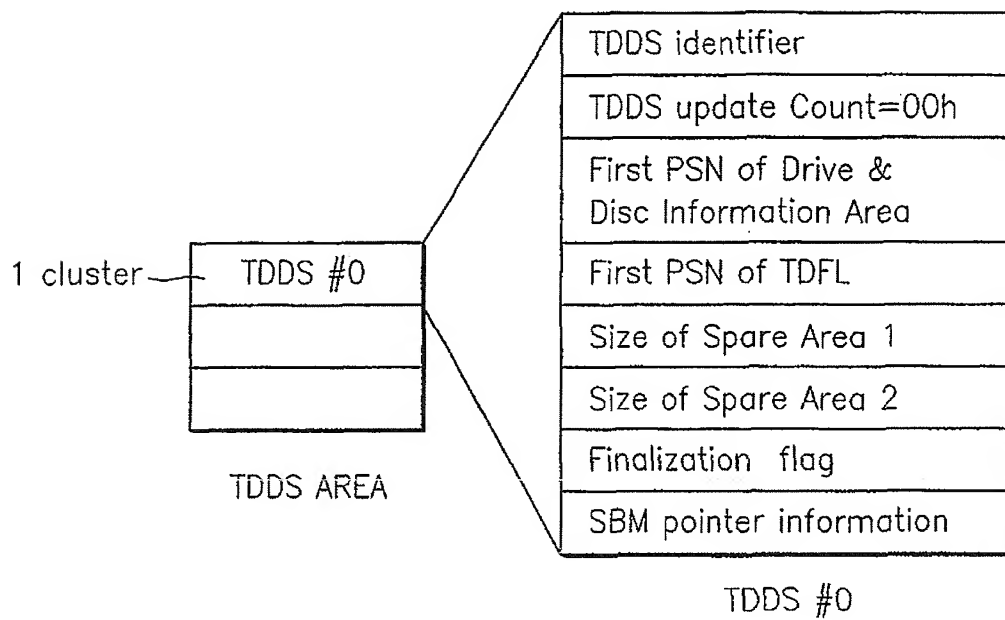 TDDS identifier
TDDS update Count=00h
First PSN of Drive &
Disc Information Area
First PSN of TDFL
Size of Spare Area 1
Size of Spare Area 2
Finalization flag
SBM pointer information
TDDS #0
1 cluster
TDDS #0
TDDS AREA